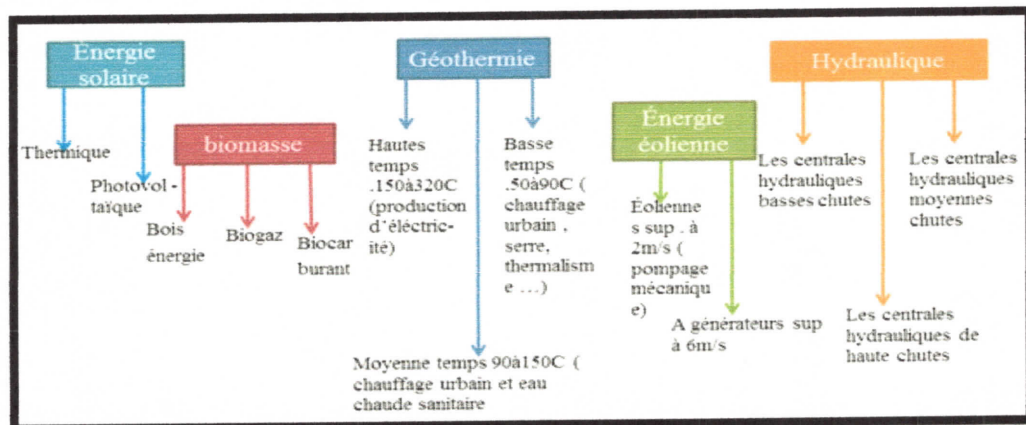 Énergie
solaire
Thermique
Photovol -
taïque
biomasse
Bois
énergie
Biogaz
Biocar
burant
Géothermie
Hautes
temps
.150à320C
(production
d'éléctric-
ité)
Basse
temps
.50à90C (
chauffage
urbain ,
serre,
thermalism
e ...)
Moyenne temps 90à150C (
chauffage urbain et eau
chaude sanitaire
Énergie
éolienne
Éolienne
s sup . à
2m/s (
pompage
mécaniqu
e)
A générateurs sup
à 6m/s
Hydraulique
Les centrales
hydrauliques
basses chutes
Les centrales
hydrauliques
moyennes
chutes
Les centrales
hydrauliques de
haute chutes